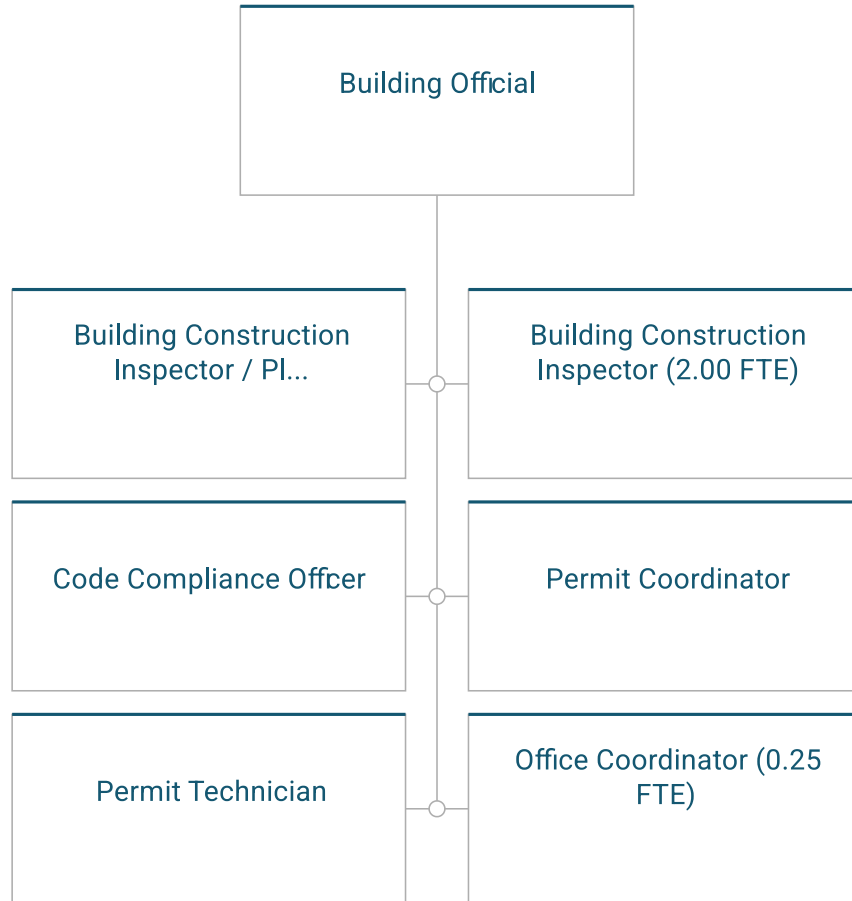 Building Official
Building Construction
Inspector / Pl...
Building Construction
Inspector (2.00 FTE)
Code Compliance Officer
Permit Coordinator
Permit Technician
Office Coordinator (0.25
FTE)